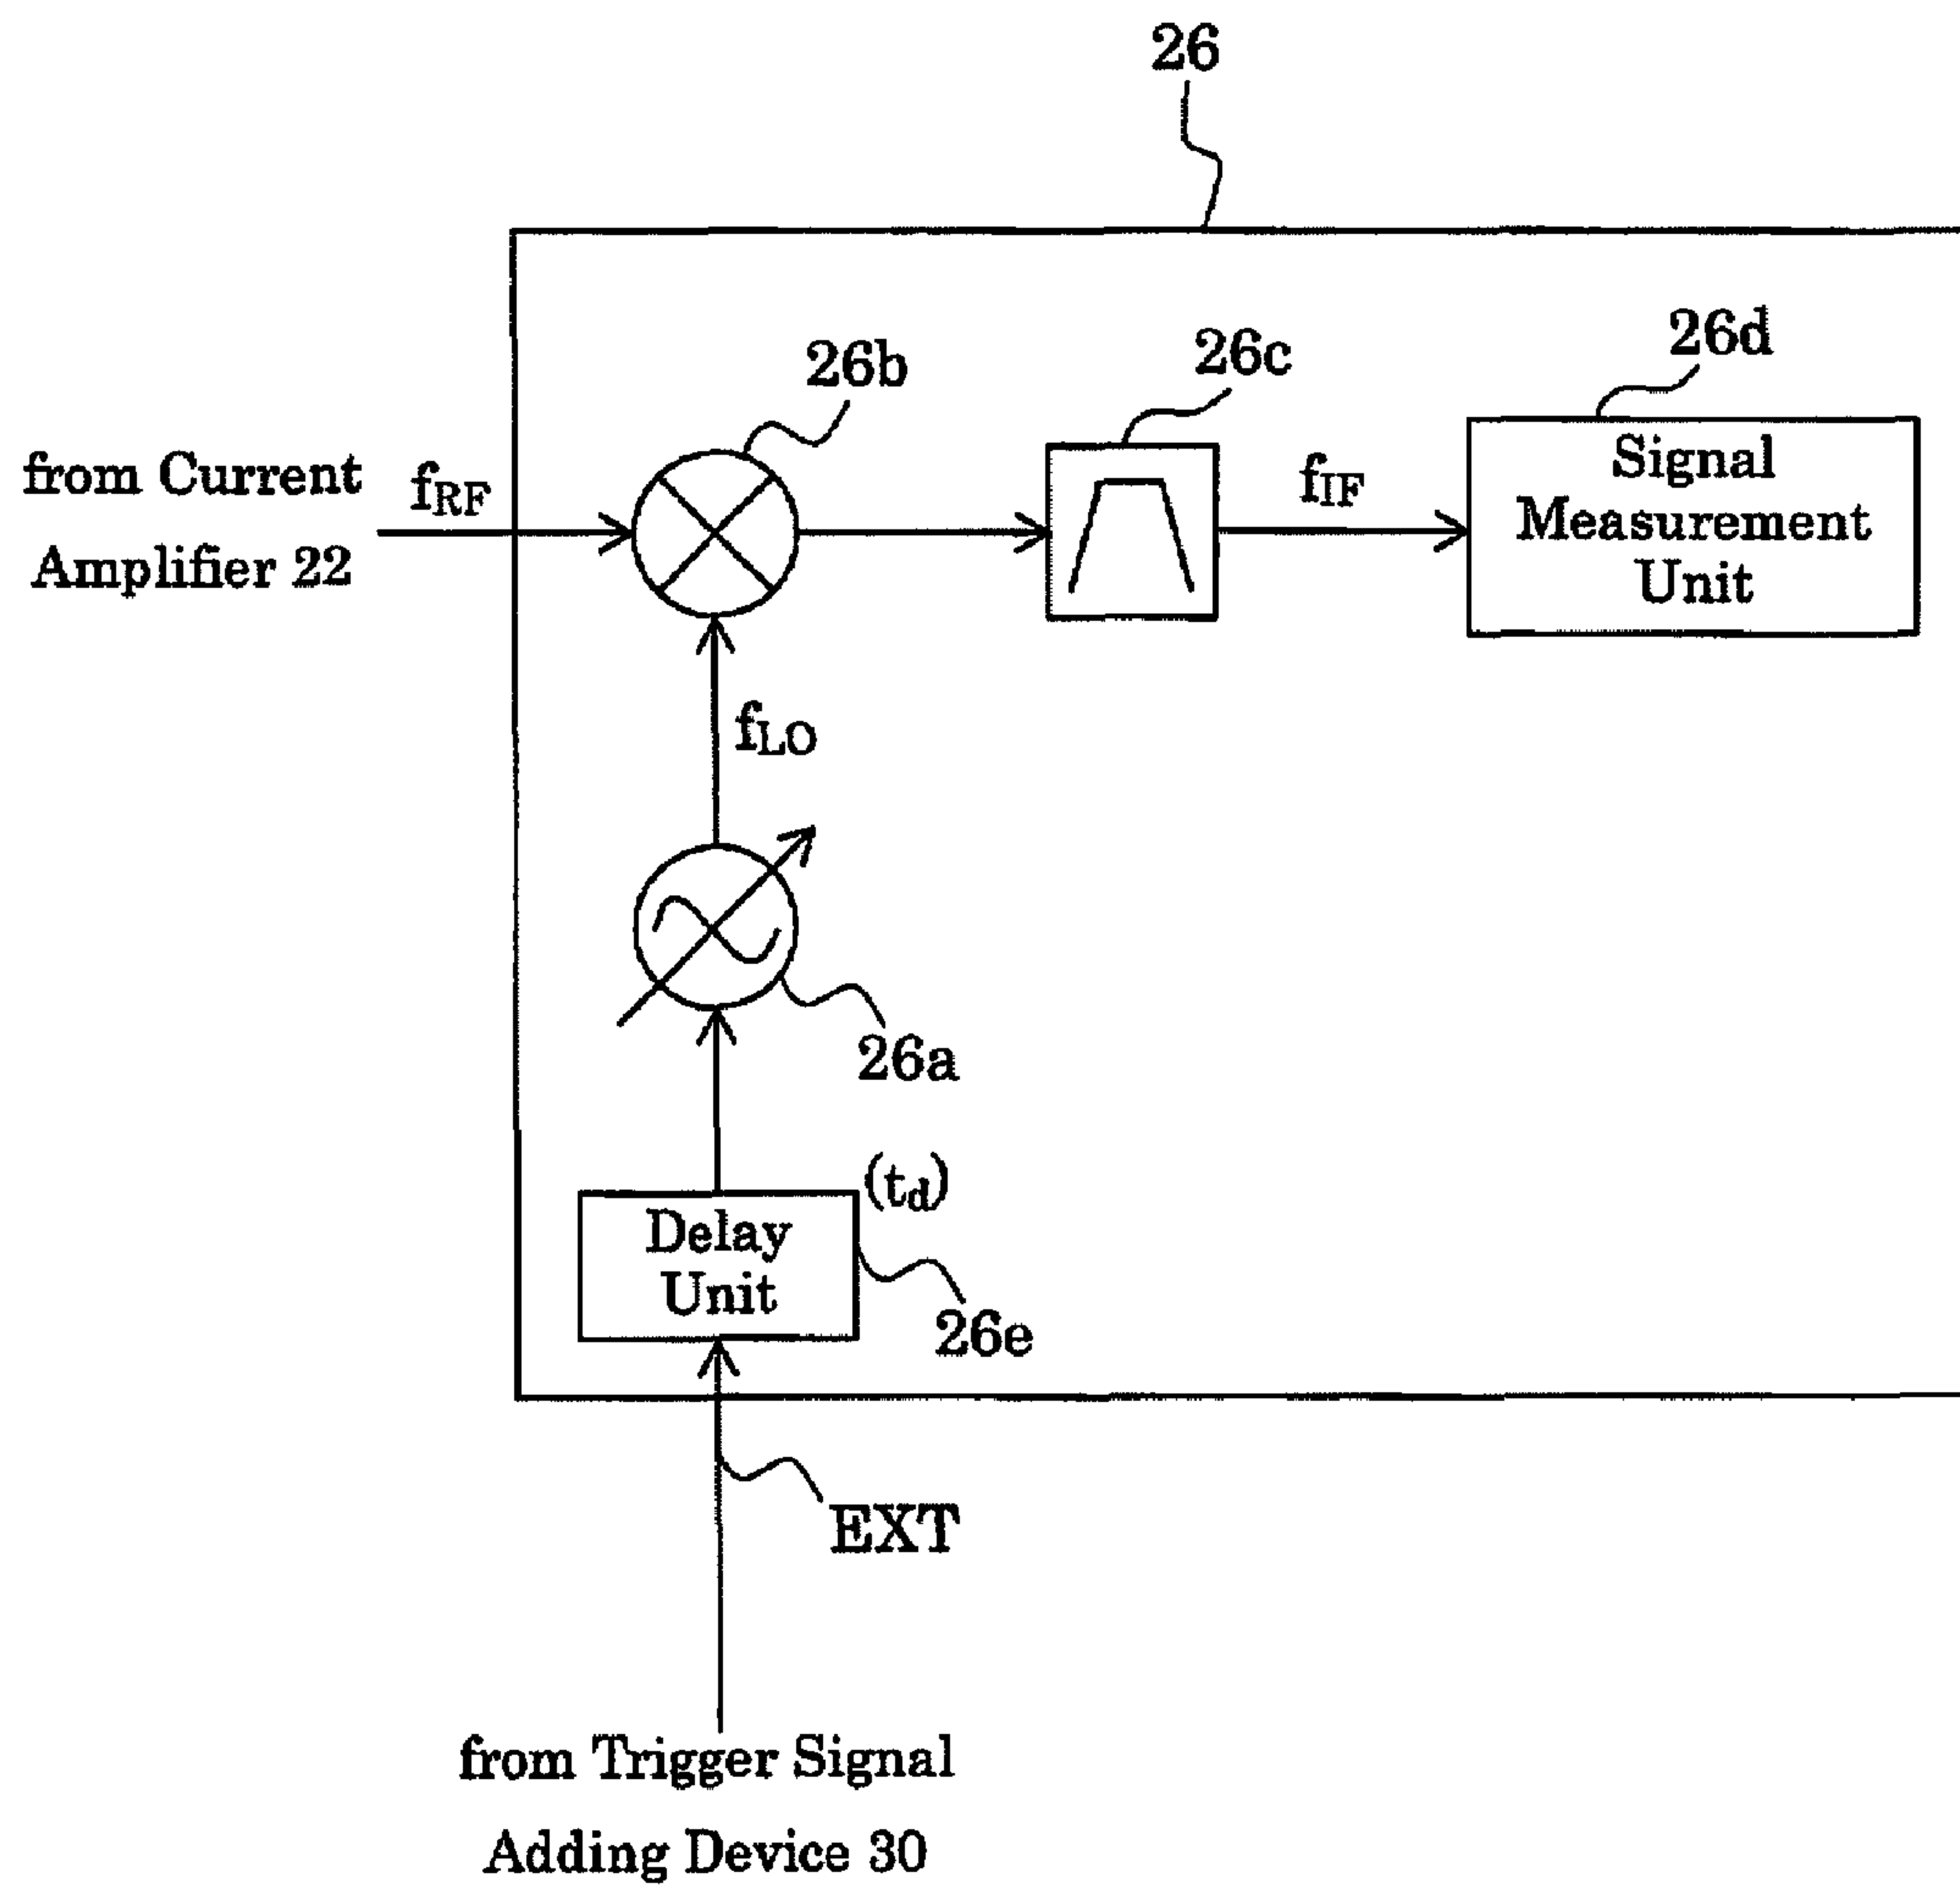 26
26b
26c
26d
from Current
Amplifier 22
fRF
fIF
Signal
Measurement
Unit
fLO
26a
(td)
Delay
Unit
26e
EXT
from Trigger Signal
Adding Device 30